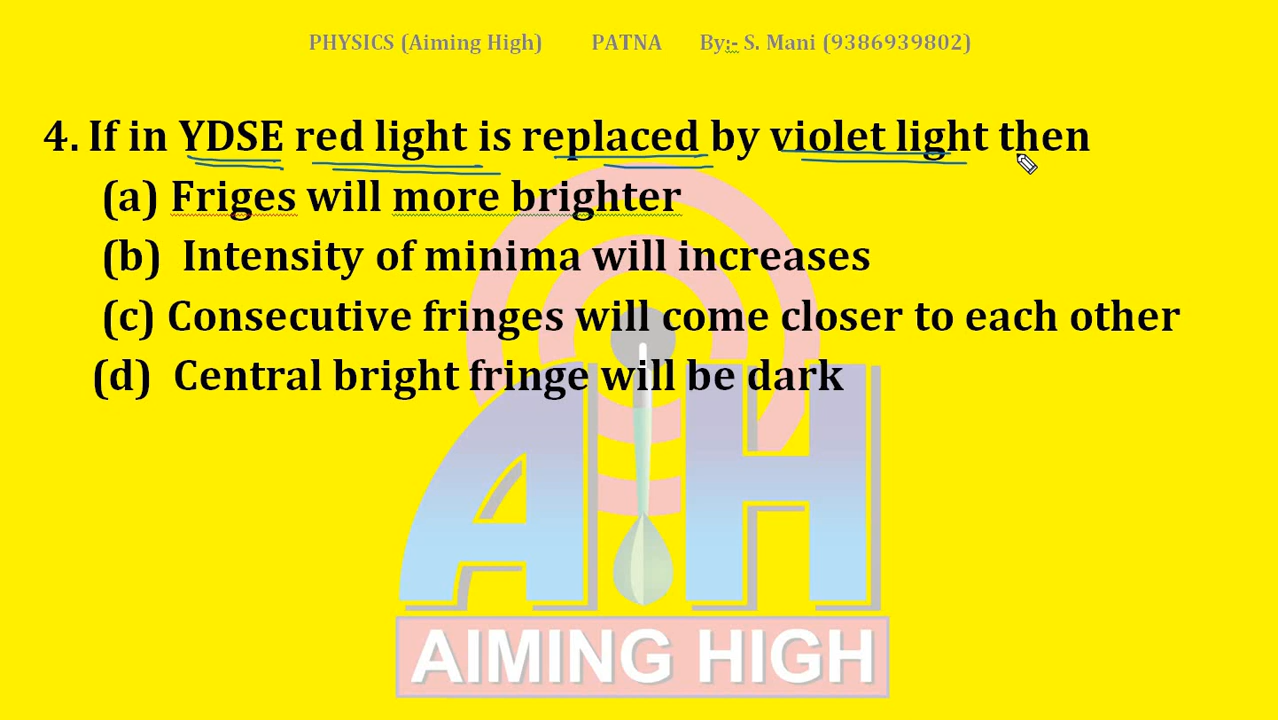 PHYSICS (Aiming High) PATNA By:- S. Mani (9386939802)
4. If in YDSE red light is replaced by violet light then
(a) Friges will more brighter
(b) Intensity of minima will increases
(c) Consecutive fringes will come closer to each other
(d) Central bright fringe will be dark
AH
AIMING HIGH